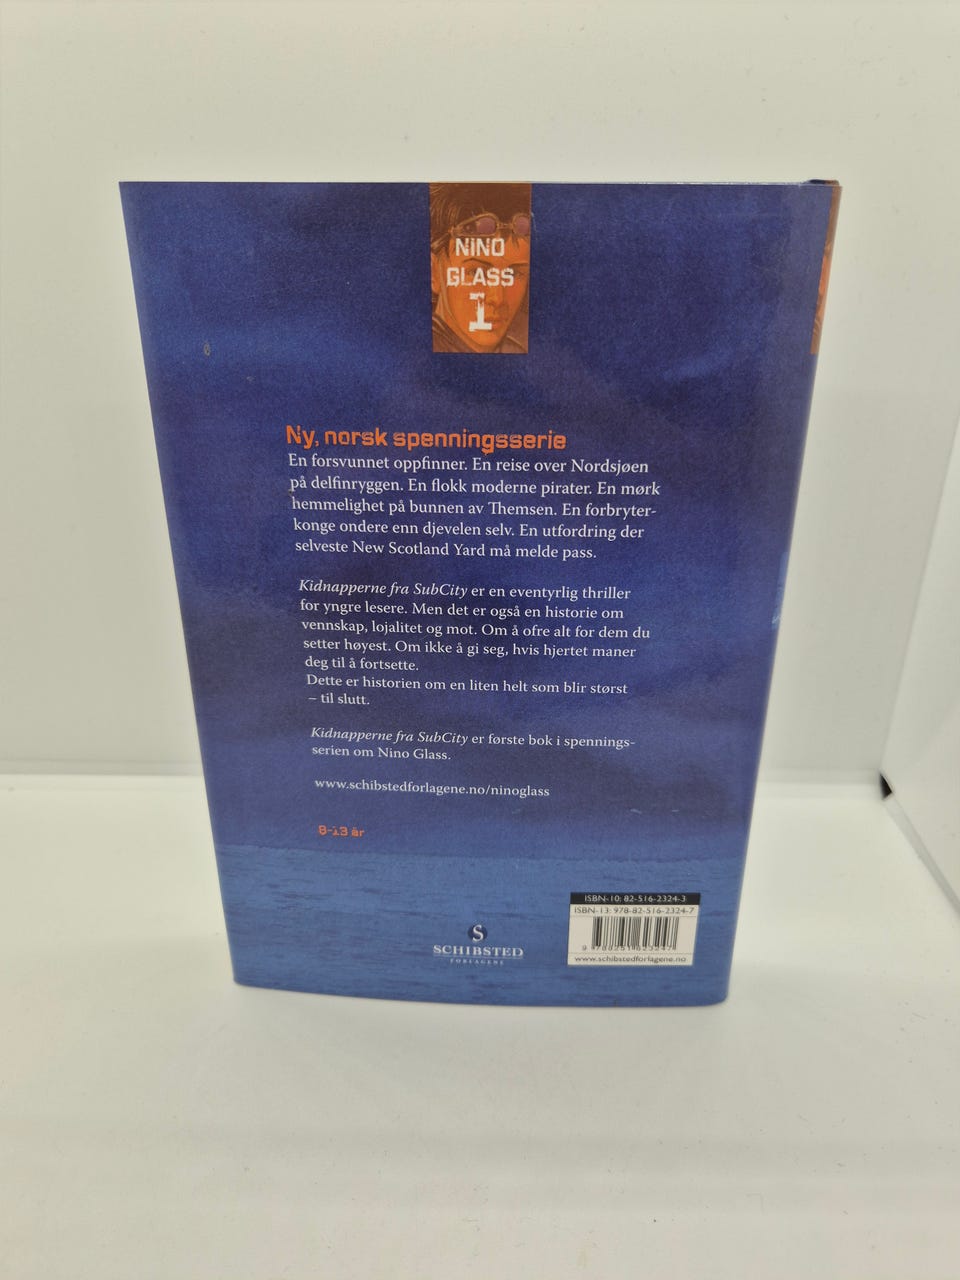 NINO
GLASS
1
Ny, norsk spenningsserie
En forsvunnet oppfinner. En reise over Nordsjøen
på delfinryggen. En flokk moderne pirater. En mørk
hemmelighet på bunnen av Themsen. En forbryter-
konge ondere enn djevelen selv. En utfordring der
selveste New Scotland Yard må melde pass.
Kidnapperne fra SubCity er en eventyrlig thriller
for yngre lesere. Men det er også en historie om
vennskap, lojalitet og mot. Om å ofre alt for dem du
setter høyest. Om ikke å gi seg, hvis hjertet maner
deg til å fortsette.
Dette er historien om en liten helt som blir størst
– til slutt.
Kidnapperne fra SubCity er første bok i spennings-
serien om Nino Glass.
www.schibstedforlagene.no/ninoglass
8-13 år
S
SCHIBSTED
FORLAGENE
ISBN-10: 82-516-2324-3
ISBN-13: 978-82-516-2324-7
9 788251 623247
www.schibstedforlagene.no